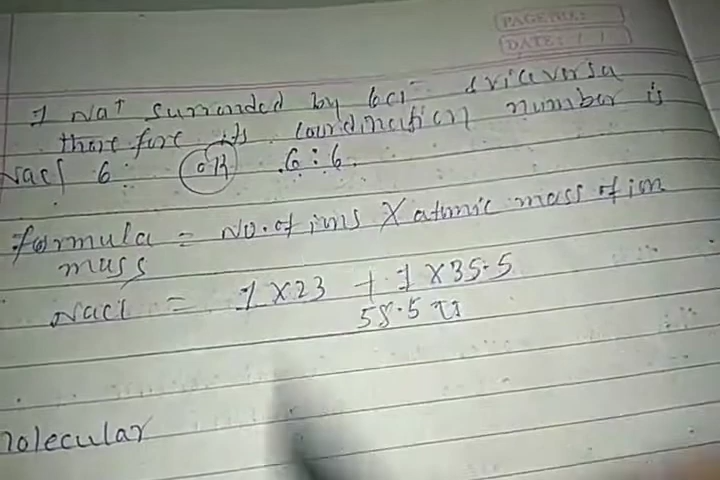 PAGE NO.:
DATE: / /
1 Na⁺ surrounded by 6Cl⁻ & vice versa
therefore its coordination number is
NaCl 6 OR 6:6.
Formula = No. of ions X atomic mass of ion
mass
NaCl = 1 X 23 + 1 X 35.5
58.5 u
molecular